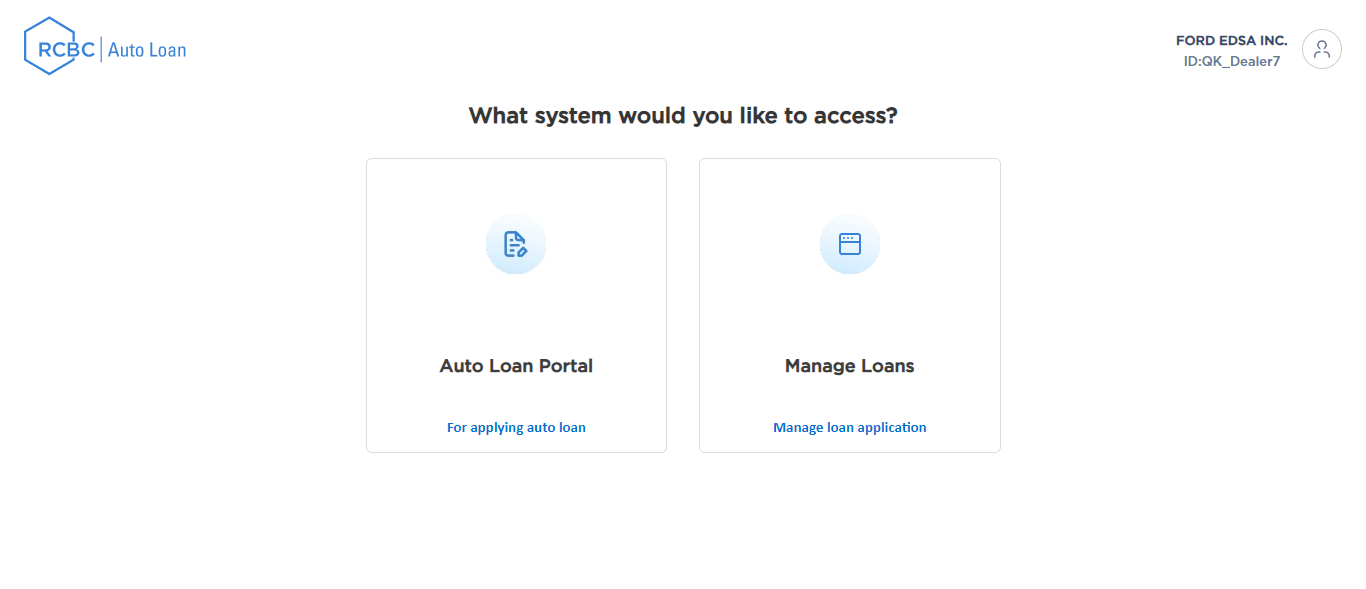 RCBC Auto Loan
FORD EDSA INC.
ID:QK_Dealer7
What system would you like to access?
Auto Loan Portal
For applying auto loan
Manage Loans
Manage loan application